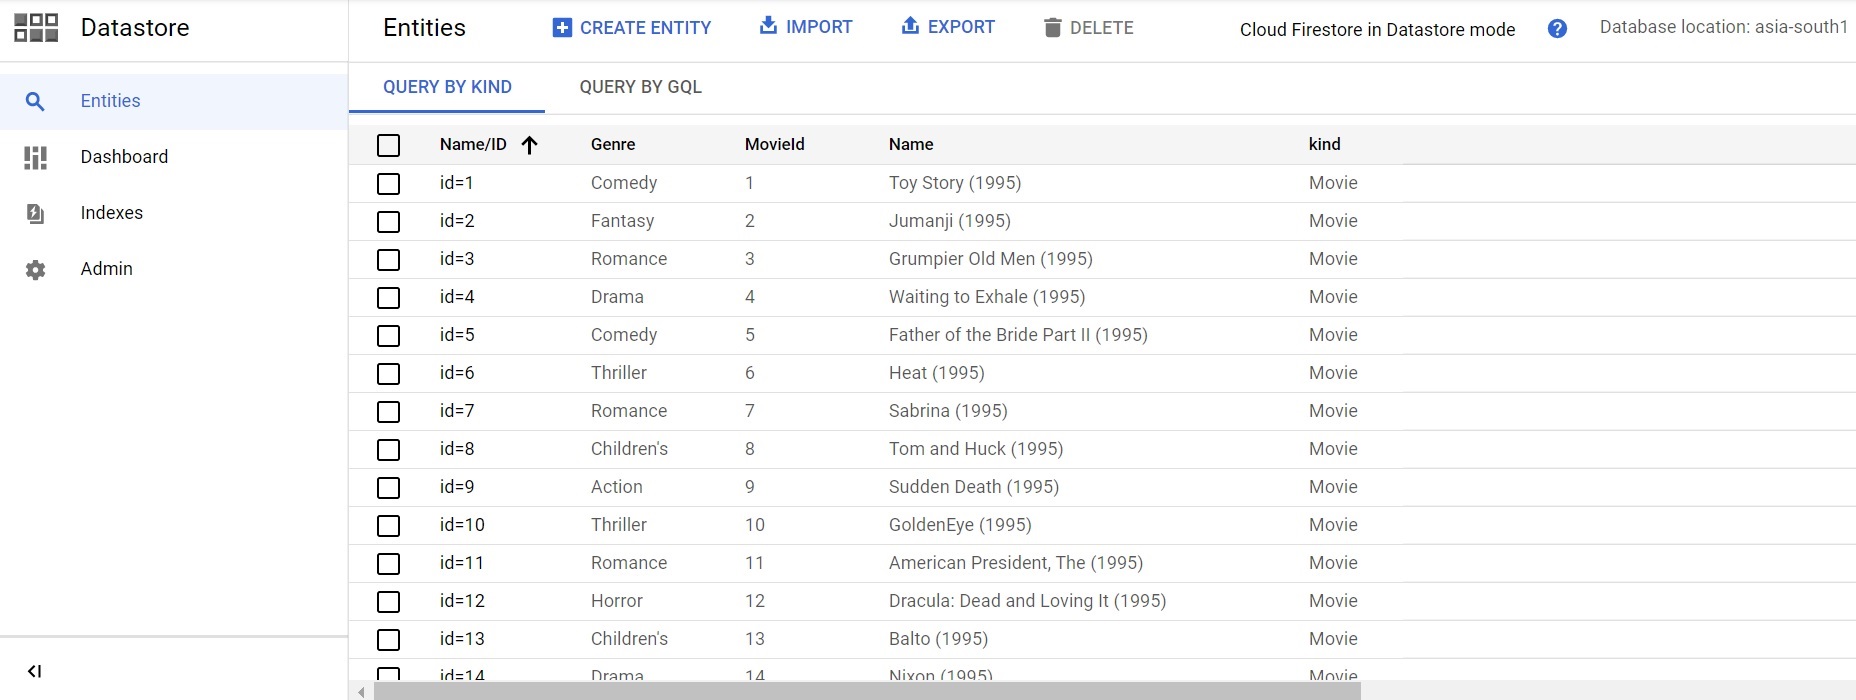 Datastore
Entities CREATE ENTITY IMPORT EXPORT DELETE Cloud Firestore in Datastore mode ? Database location: asia-south1
Entities
Dashboard
Indexes
Admin
QUERY BY KIND QUERY BY GQL
Name/ID Genre MovieId Name kind
id=1 Comedy 1 Toy Story (1995) Movie
id=2 Fantasy 2 Jumanji (1995) Movie
id=3 Romance 3 Grumpier Old Men (1995) Movie
id=4 Drama 4 Waiting to Exhale (1995) Movie
id=5 Comedy 5 Father of the Bride Part II (1995) Movie
id=6 Thriller 6 Heat (1995) Movie
id=7 Romance 7 Sabrina (1995) Movie
id=8 Children's 8 Tom and Huck (1995) Movie
id=9 Action 9 Sudden Death (1995) Movie
id=10 Thriller 10 GoldenEye (1995) Movie
id=11 Romance 11 American President, The (1995) Movie
id=12 Horror 12 Dracula: Dead and Loving It (1995) Movie
id=13 Children's 13 Balto (1995) Movie
id=14 Drama 14 Nixon (1995) Movie